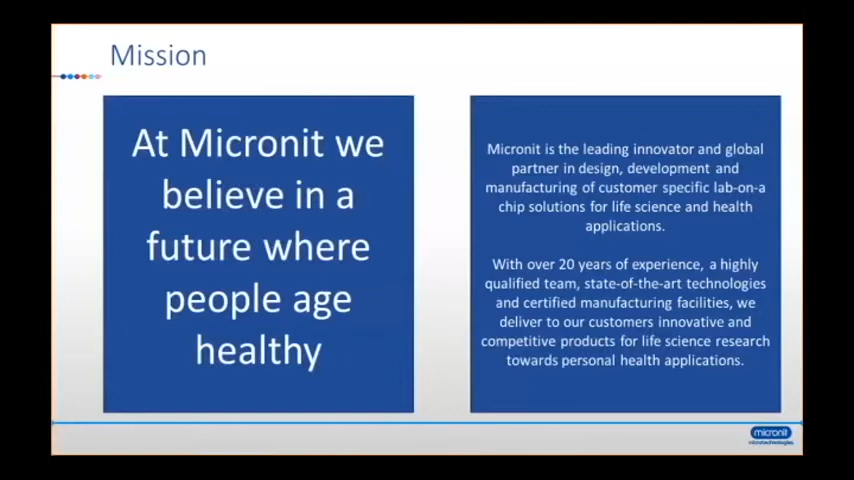 Mission
At Micronit we
believe in a
future where
people age
healthy
Micronit is the leading innovator and global
partner in design, development and
manufacturing of customer specific lab-on-a
chip solutions for life science and health
applications.
With over 20 years of experience, a highly
qualified team, state-of-the-art technologies
and certified manufacturing facilities, we
deliver to our customers innovative and
competitive products for life science research
towards personal health applications.
micronit
microtechnologies